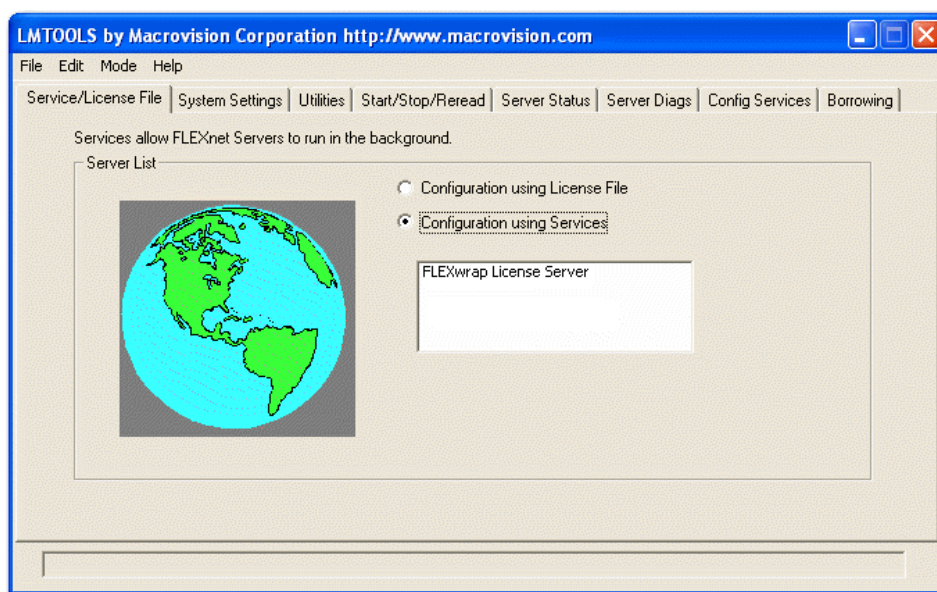 LMTOOLS by Macrovision Corporation http://www.macrovision.com
File Edit Mode Help
Service/License File System Settings Utilities Start/Stop/Reread Server Status Server Diags Config Services Borrowing
Services allow FLEXnet Servers to run in the background.
Server List
Configuration using License File
Configuration using Services
FLEXwrap License Server